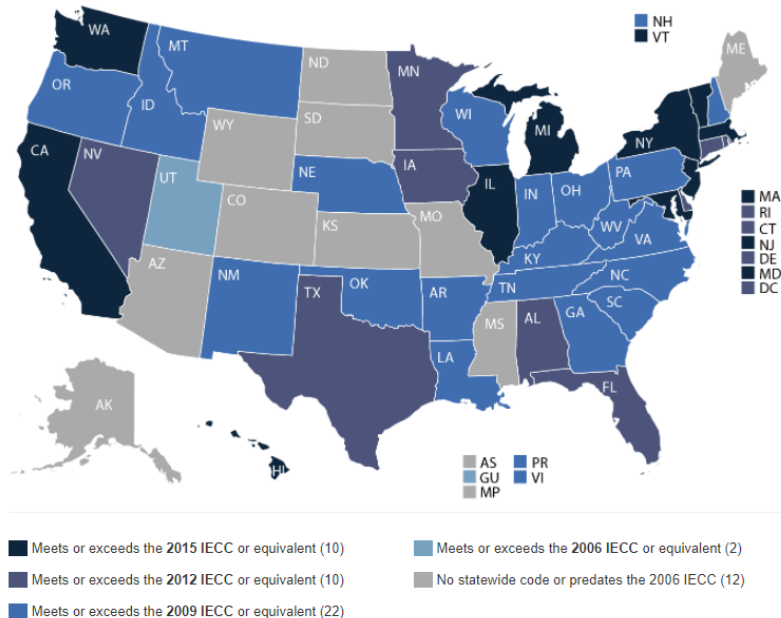 WA
MT
ND
MN
ME
NH
VT
OR
ID
WY
SD
WI
MI
NY
CA
NV
UT
CO
NE
IA
IL
IN
OH
PA
MA
RI
CT
NJ
DE
MD
DC
KS
MO
KY
WV
VA
AZ
NM
OK
AR
TN
NC
SC
TX
LA
MS
AL
GA
FL
AK
HI
AS
GU
MP
PR
VI
Meets or exceeds the 2015 IECC or equivalent (10)
Meets or exceeds the 2012 IECC or equivalent (10)
Meets or exceeds the 2009 IECC or equivalent (22)
Meets or exceeds the 2006 IECC or equivalent (2)
No statewide code or predates the 2006 IECC (12)